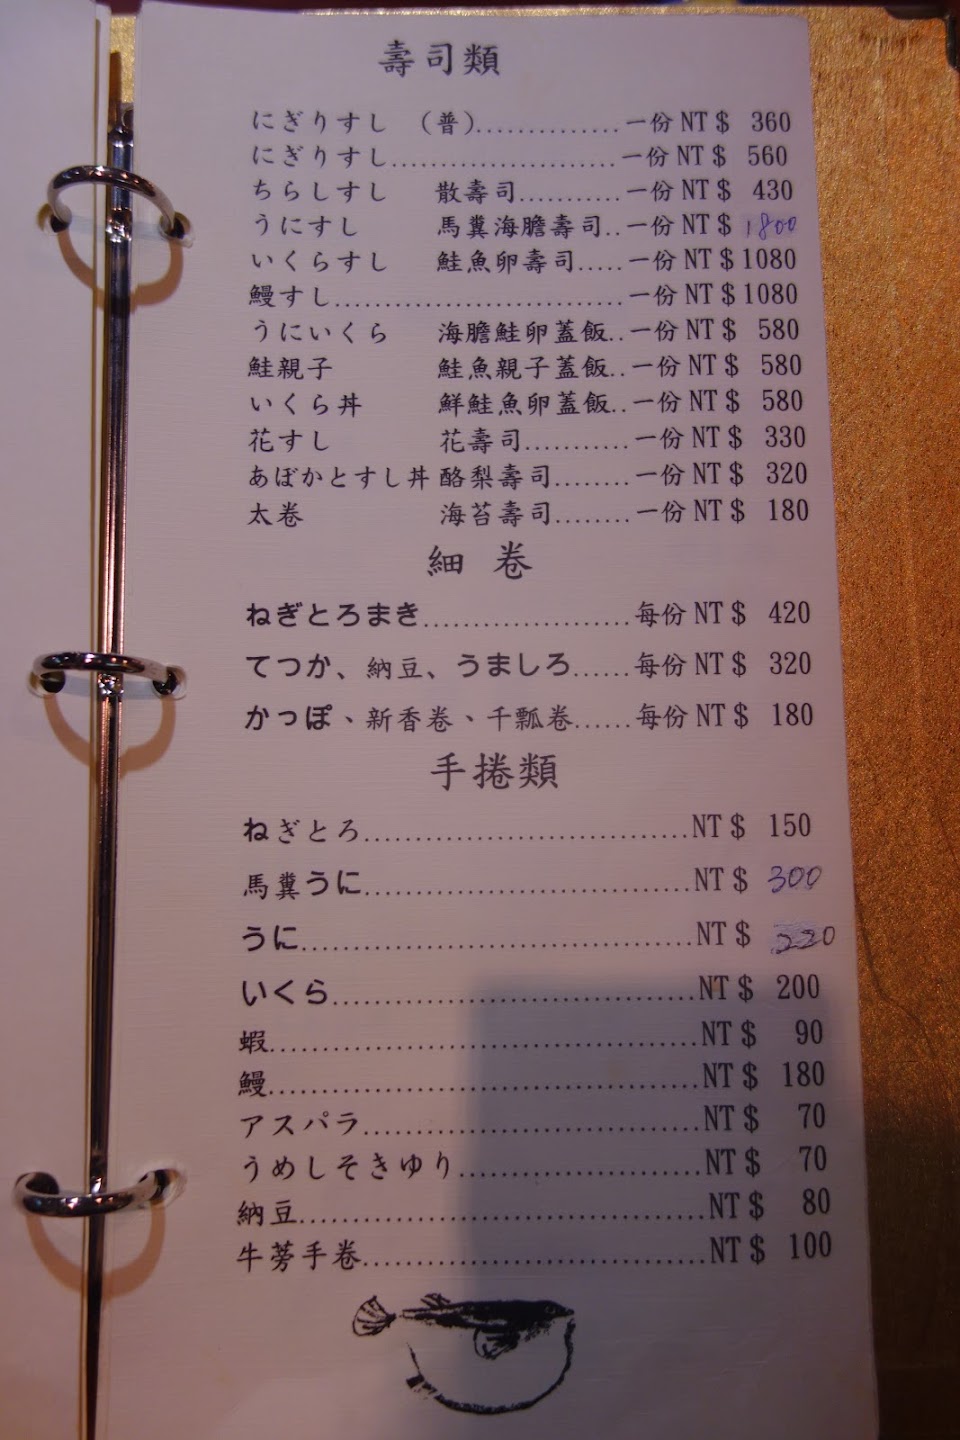 壽司類
にぎりすし （普）..............一份 NT＄ 360
にぎりすし.......................一份 NT＄ 560
ちらしすし 散壽司...........一份 NT＄ 430
うにすし 馬糞海膽壽司..一份 NT＄ 1800
いくらすし 鮭魚卵壽司.....一份 NT＄1080
鰻すし.............................一份 NT＄1080
うにいくら 海膽鮭卵蓋飯..一份 NT＄ 580
鮭親子 鮭魚親子蓋飯..一份 NT＄ 580
いくら丼 鮮鮭魚卵蓋飯..一份 NT＄ 580
花すし 花壽司...........一份 NT＄ 330
あぼかとすし丼 酪梨壽司........一份 NT＄ 320
太卷 海苔壽司........一份 NT＄ 180
細 卷
ねぎとろまき.....................每份 NT＄ 420
てつか、納豆、うましろ......每份 NT＄ 320
かっぽ、新香卷、千瓢卷......每份 NT＄ 180
手捲類
ねぎとろ.................................NT＄ 150
馬糞うに.................................NT＄ 300
うに.......................................NT＄ 220
いくら....................................NT＄ 200
蝦..........................................NT＄ 90
鰻..........................................NT＄ 180
アスパラ.................................NT＄ 70
うめしそきゆり........................NT＄ 70
納豆.......................................NT＄ 80
牛蒡手卷.................................NT＄ 100